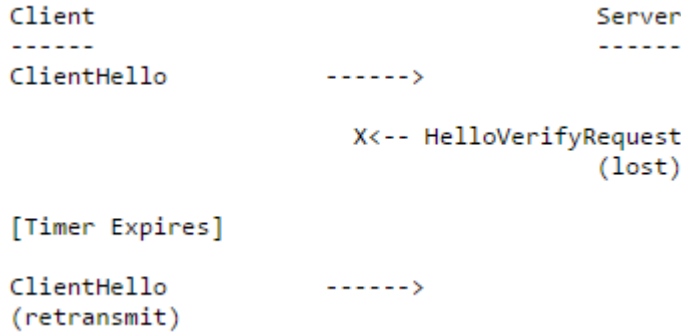 Client                                   Server
------                                   ------
ClientHello           ------>

                        X<-- HelloVerifyRequest
                                         (lost)

[Timer Expires]

ClientHello           ------>
(retransmit)